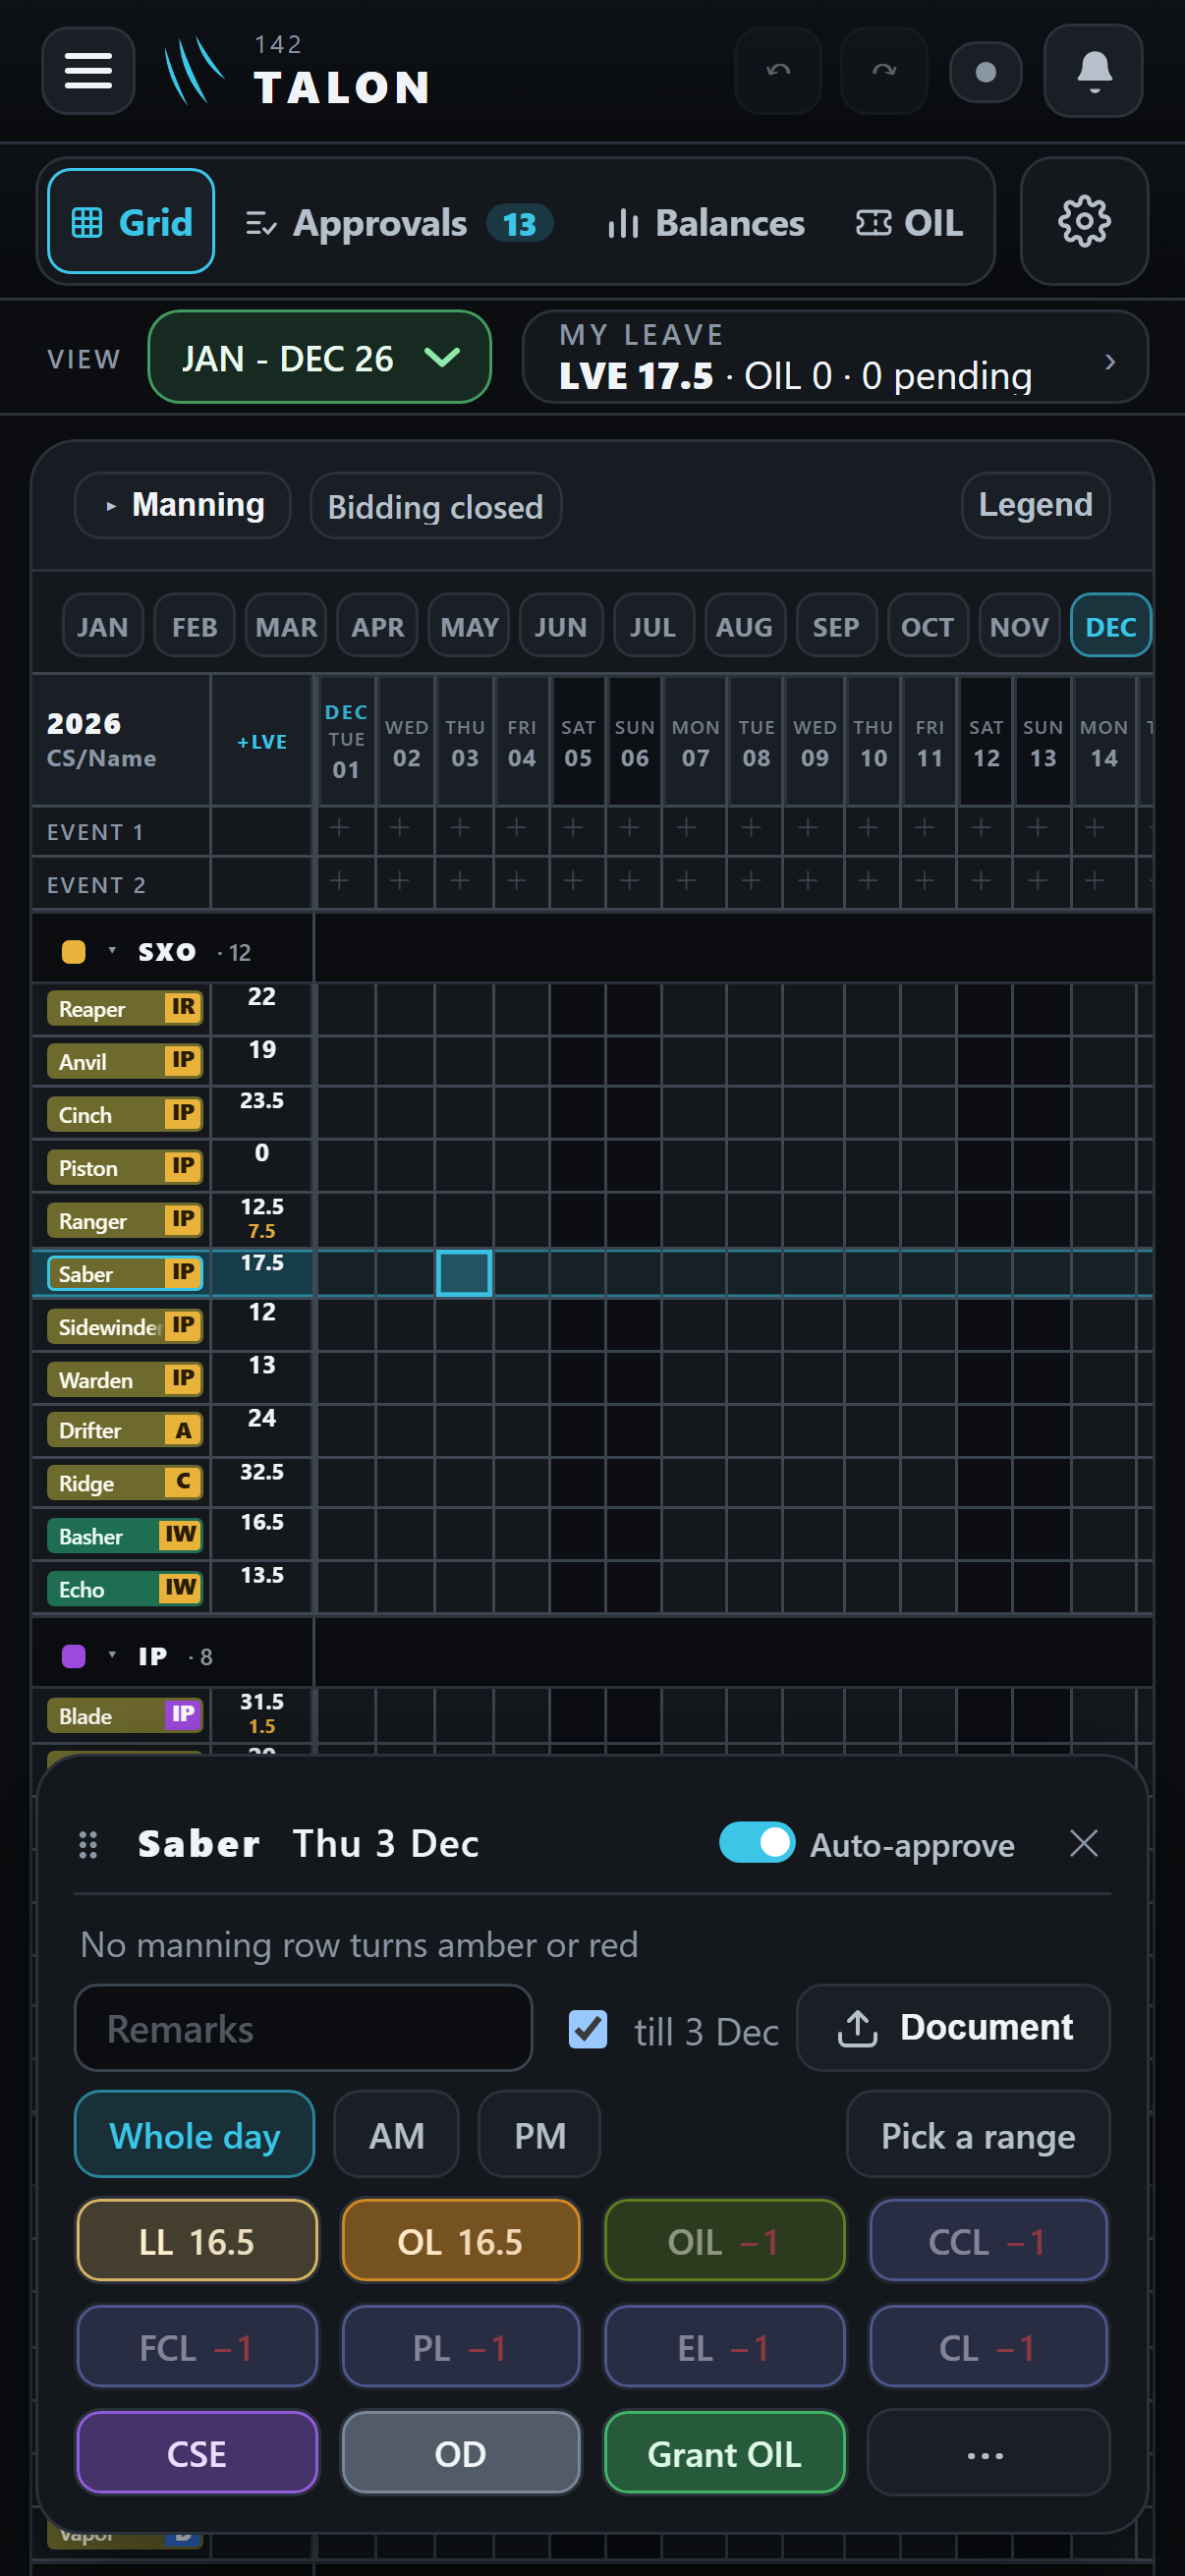 142
TALON
Grid
Approvals 13
Balances
OIL
VIEW
JAN - DEC 26
MY LEAVE
LVE 17.5 · OIL 0 · 0 pending
Manning
Bidding closed
Legend
JAN FEB MAR APR MAY JUN JUL AUG SEP OCT NOV DEC
2026
CS/Name
+LVE
DEC TUE 01
WED 02
THU 03
FRI 04
SAT 05
SUN 06
MON 07
TUE 08
WED 09
THU 10
FRI 11
SAT 12
SUN 13
MON 14
EVENT 1 + + + + + + + + + + + + + +
EVENT 2 + + + + + + + + + + + + + +
SXO · 12
Reaper IR 22
Anvil IP 19
Cinch IP 23.5
Piston IP 0
Ranger IP 12.5
7.5
Saber IP 17.5
Sidewinder IP 12
Warden IP 13
Drifter A 24
Ridge C 32.5
Basher IW 16.5
Echo IW 13.5
IP · 8
Blade IP 31.5
1.5
Saber Thu 3 Dec
Auto-approve
No manning row turns amber or red
Remarks
till 3 Dec
Document
Whole day AM PM Pick a range
LL 16.5 OL 16.5 OIL −1 CCL −1
FCL −1 PL −1 EL −1 CL −1
CSE OD Grant OIL ...